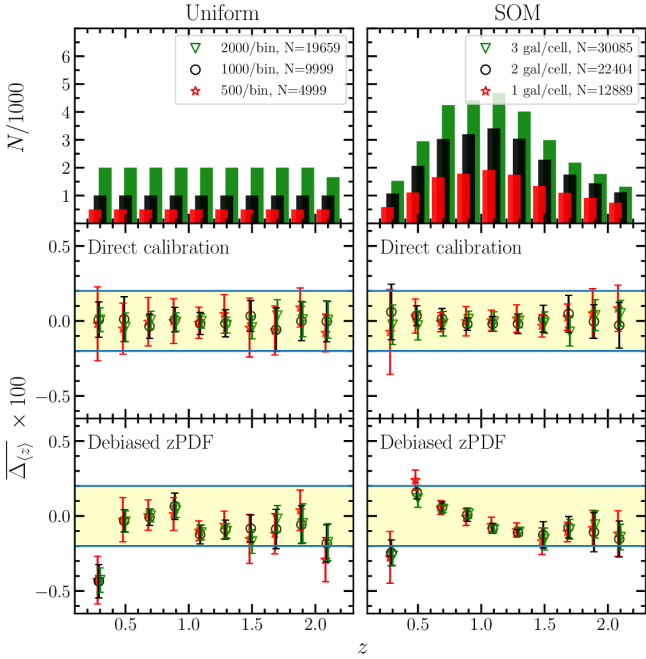 Uniform
SOM
2000/bin, N=19659
1000/bin, N=9999
500/bin, N=4999
3 gal/cell, N=30085
2 gal/cell, N=22404
1 gal/cell, N=12889
N/1000
6
5
4
3
2
1
Direct calibration
Direct calibration
0.5
0.0
−0.5
Δ⟨z⟩ × 100
Debiased zPDF
Debiased zPDF
0.5
0.0
−0.5
0.5 1.0 1.5 2.0
0.5 1.0 1.5 2.0
z